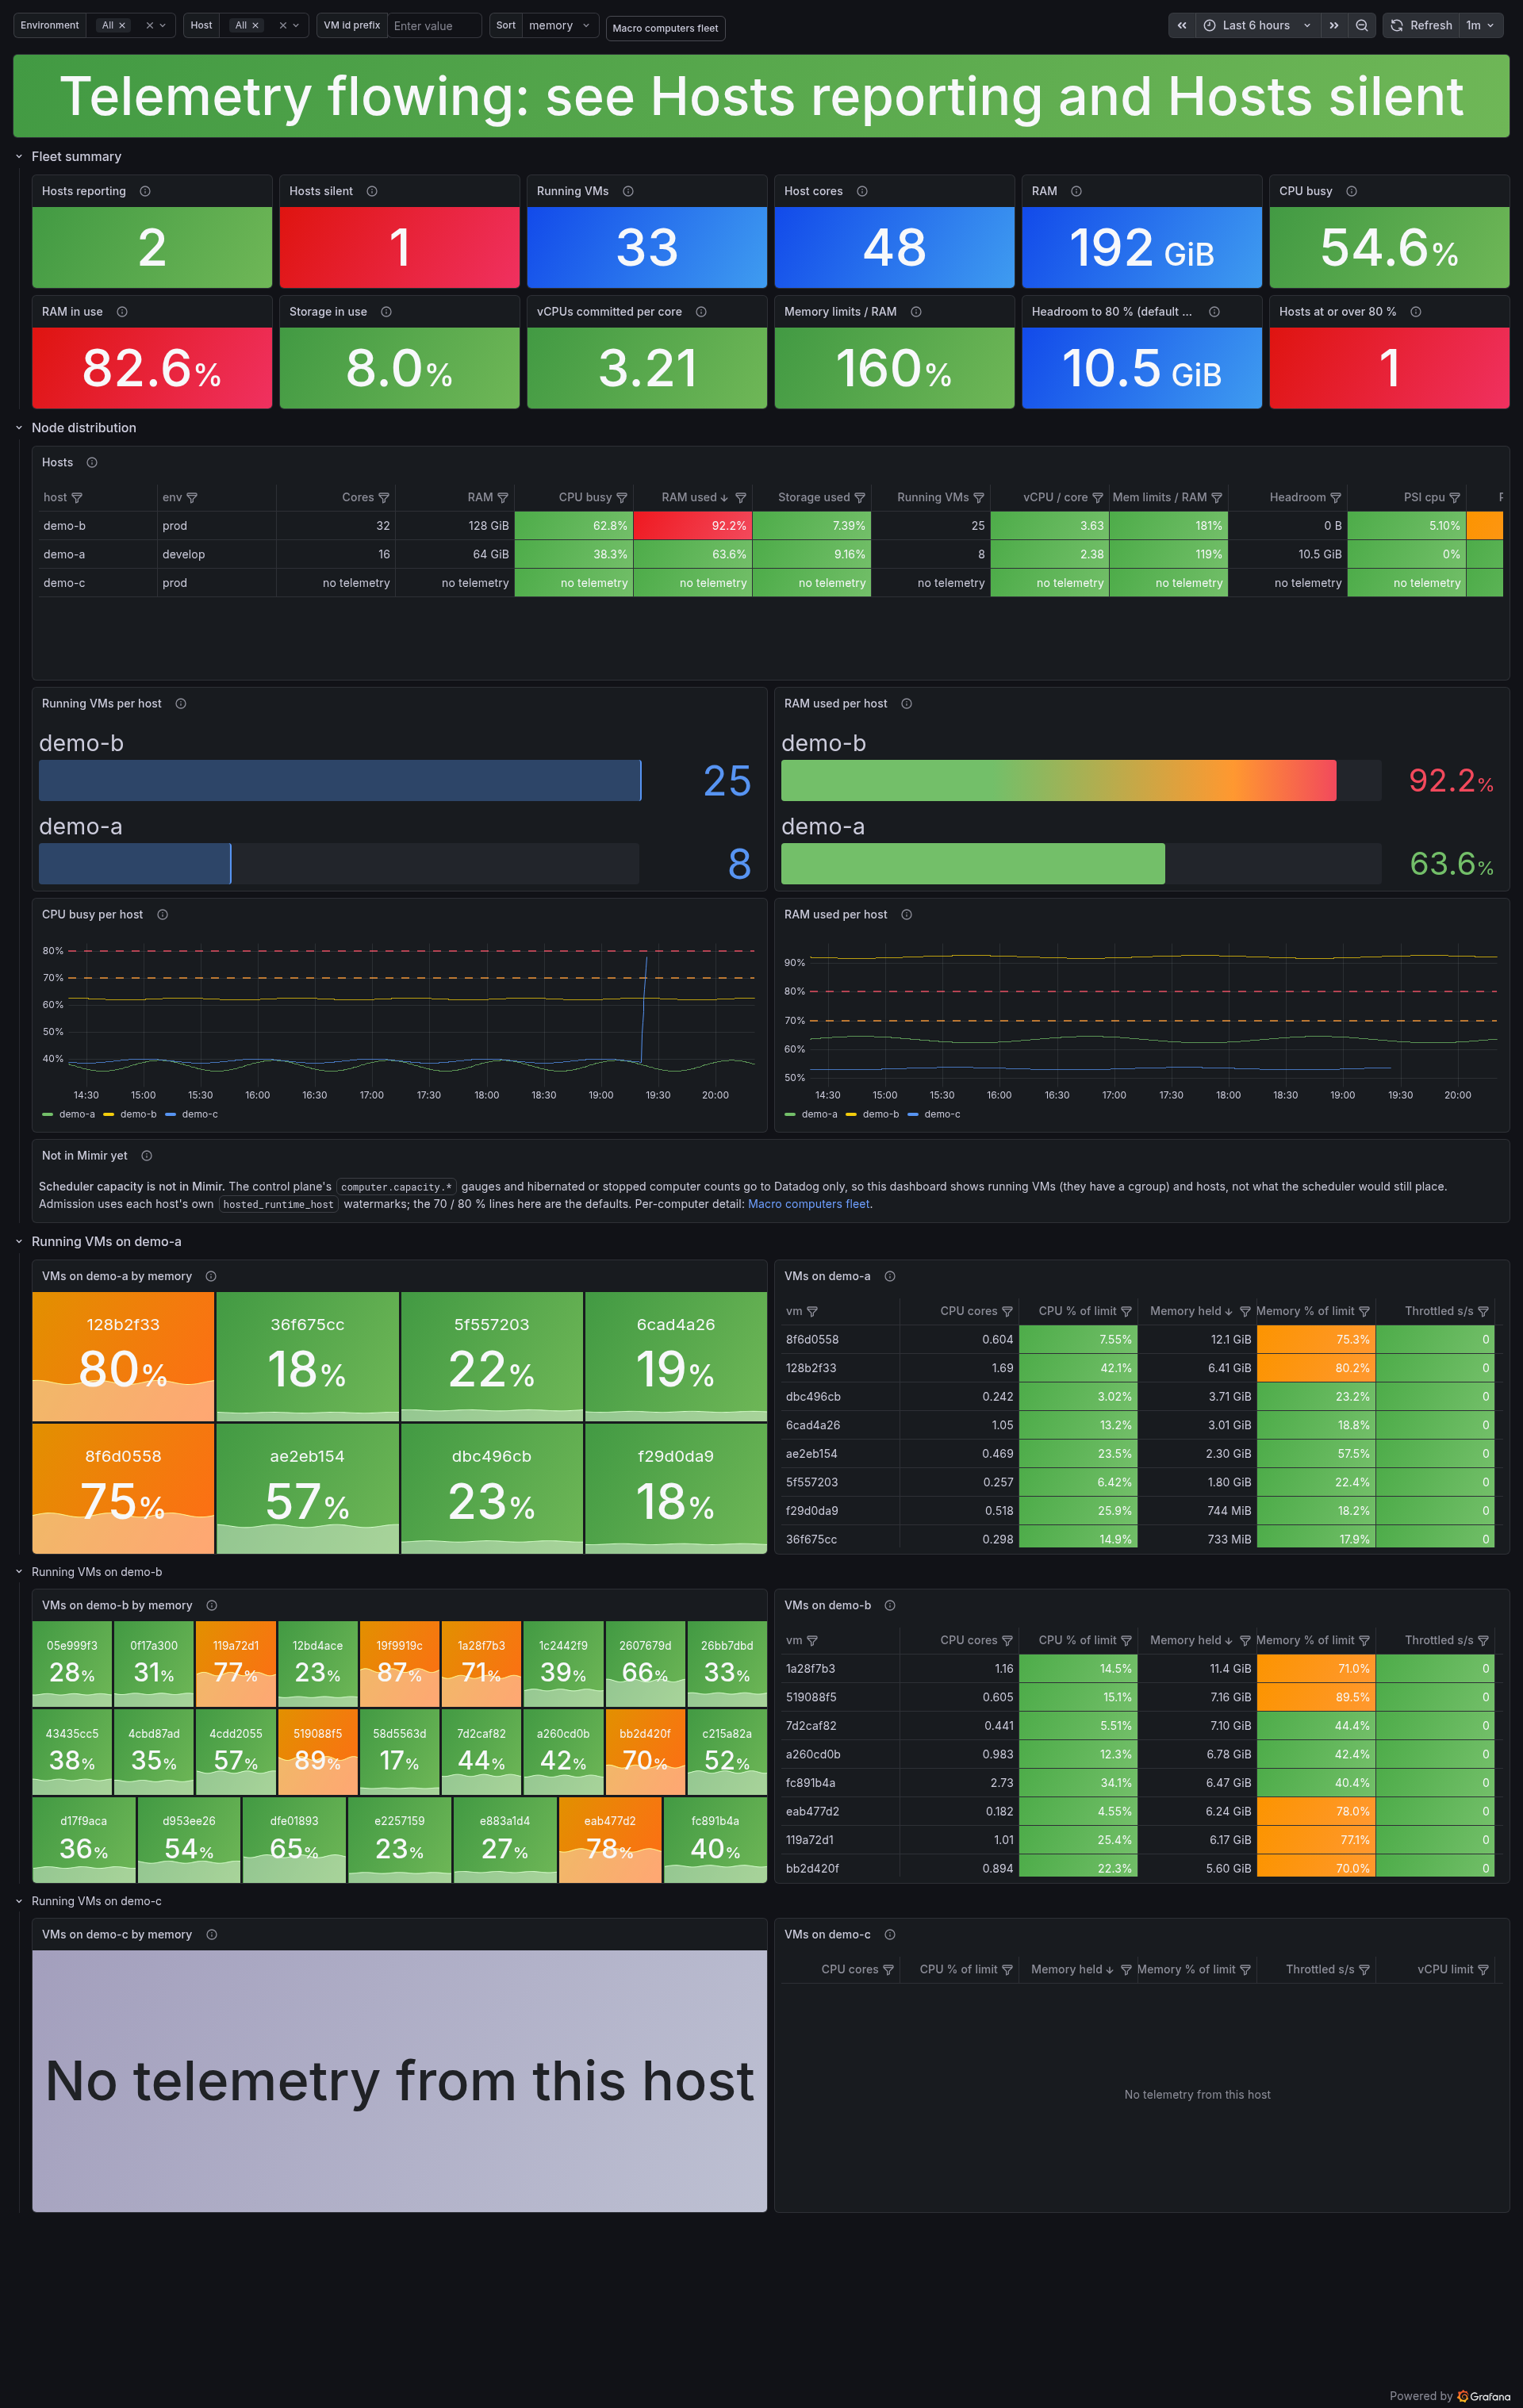 Environment All Host All VM id prefix Enter value Sort memory Macro computers fleet Last 6 hours Refresh 1m
Telemetry flowing: see Hosts reporting and Hosts silent
Fleet summary
Hosts reporting Hosts silent Running VMs Host cores RAM CPU busy
2 1 33 48 192 GiB 54.6%
RAM in use Storage in use vCPUs committed per core Memory limits / RAM Headroom to 80 % (default ... Hosts at or over 80 %
82.6% 8.0% 3.21 160% 10.5 GiB 1
Node distribution
Hosts
host env Cores RAM CPU busy RAM used Storage used Running VMs vCPU / core Mem limits / RAM Headroom PSI cpu
demo-b prod 32 128 GiB 62.8% 92.2% 7.39% 25 3.63 181% 0 B 5.10%
demo-a develop 16 64 GiB 38.3% 63.6% 9.16% 8 2.38 119% 10.5 GiB 0%
demo-c prod no telemetry no telemetry no telemetry no telemetry no telemetry no telemetry no telemetry no telemetry no telemetry no telemetry
Running VMs per host
demo-b
25
demo-a
8
RAM used per host
demo-b
92.2%
demo-a
63.6%
CPU busy per host
80%
70%
60%
50%
40%
14:30 15:00 15:30 16:00 16:30 17:00 17:30 18:00 18:30 19:00 19:30 20:00
demo-a demo-b demo-c
RAM used per host
90%
80%
70%
60%
50%
14:30 15:00 15:30 16:00 16:30 17:00 17:30 18:00 18:30 19:00 19:30 20:00
demo-a demo-b demo-c
Not in Mimir yet
Scheduler capacity is not in Mimir. The control plane's computer.capacity.* gauges and hibernated or stopped computer counts go to Datadog only, so this dashboard shows running VMs (they have a cgroup) and hosts, not what the scheduler would still place.
Admission uses each host's own hosted_runtime_host watermarks; the 70 / 80 % lines here are the defaults. Per-computer detail: Macro computers fleet.
Running VMs on demo-a
VMs on demo-a by memory
128b2f33 36f675cc 5f557203 6cad4a26
80% 18% 22% 19%
8f6d0558 ae2eb154 dbc496cb f29d0da9
75% 57% 23% 18%
VMs on demo-a
vm CPU cores CPU % of limit Memory held Memory % of limit Throttled s/s
8f6d0558 0.604 7.55% 12.1 GiB 75.3% 0
128b2f33 1.69 42.1% 6.41 GiB 80.2% 0
dbc496cb 0.242 3.02% 3.71 GiB 23.2% 0
6cad4a26 1.05 13.2% 3.01 GiB 18.8% 0
ae2eb154 0.469 23.5% 2.30 GiB 57.5% 0
5f557203 0.257 6.42% 1.80 GiB 22.4% 0
f29d0da9 0.518 25.9% 744 MiB 18.2% 0
36f675cc 0.298 14.9% 733 MiB 17.9% 0
Running VMs on demo-b
VMs on demo-b by memory
05e999f3 0f17a300 119a72d1 12bd4ace 19f9919c 1a28f7b3 1c2442f9 2607679d 26bb7dbd
28% 31% 77% 23% 87% 71% 39% 66% 33%
43435cc5 4cbd87ad 4cdd2055 519088f5 58d5563d 7d2caf82 a260cd0b bb2d420f c215a82a
38% 35% 57% 89% 17% 44% 42% 70% 52%
d17f9aca d953ee26 dfe01893 e2257159 e883a1d4 eab477d2 fc891b4a
36% 54% 65% 23% 27% 78% 40%
VMs on demo-b
vm CPU cores CPU % of limit Memory held Memory % of limit Throttled s/s
1a28f7b3 1.16 14.5% 11.4 GiB 71.0% 0
519088f5 0.605 15.1% 7.16 GiB 89.5% 0
7d2caf82 0.441 5.51% 7.10 GiB 44.4% 0
a260cd0b 0.983 12.3% 6.78 GiB 42.4% 0
fc891b4a 2.73 34.1% 6.47 GiB 40.4% 0
eab477d2 0.182 4.55% 6.24 GiB 78.0% 0
119a72d1 1.01 25.4% 6.17 GiB 77.1% 0
bb2d420f 0.894 22.3% 5.60 GiB 70.0% 0
Running VMs on demo-c
VMs on demo-c by memory
No telemetry from this host
VMs on demo-c
CPU cores CPU % of limit Memory held Memory % of limit Throttled s/s vCPU limit
No telemetry from this host
Powered by Grafana